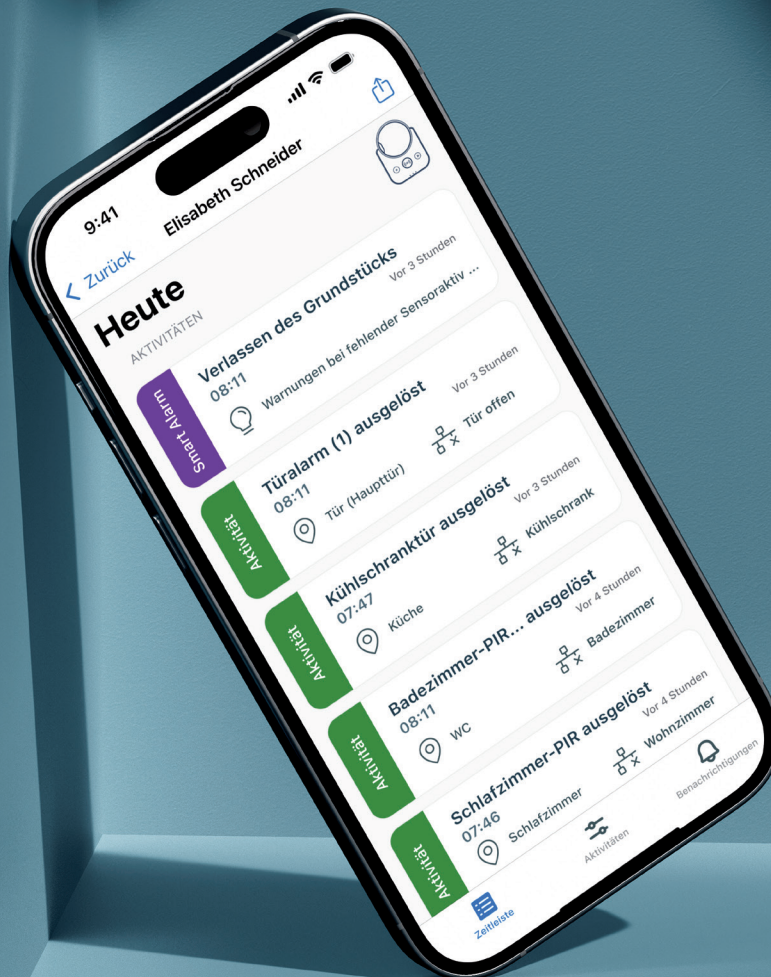 9:41
Zurück
Elisabeth Schneider
Heute
AKTIVITÄTEN
Smart Alarm
Verlassen des Grundstücks
Vor 3 Stunden
08:11
Warnungen bei fehlender Sensoraktiv ...
Aktivität
Türalarm (1) ausgelöst
Vor 3 Stunden
08:11
Tür (Haupttür)
Tür offen
Aktivität
Kühlschranktür ausgelöst
Vor 3 Stunden
07:47
Küche
Kühlschrank
Aktivität
Badezimmer-PIR... ausgelöst
Vor 4 Stunden
08:11
WC
Badezimmer
Aktivität
Schlafzimmer-PIR ausgelöst
Vor 4 Stunden
07:46
Schlafzimmer
Wohnzimmer
Zeitleiste
Aktivitäten
Benachrichtigungen